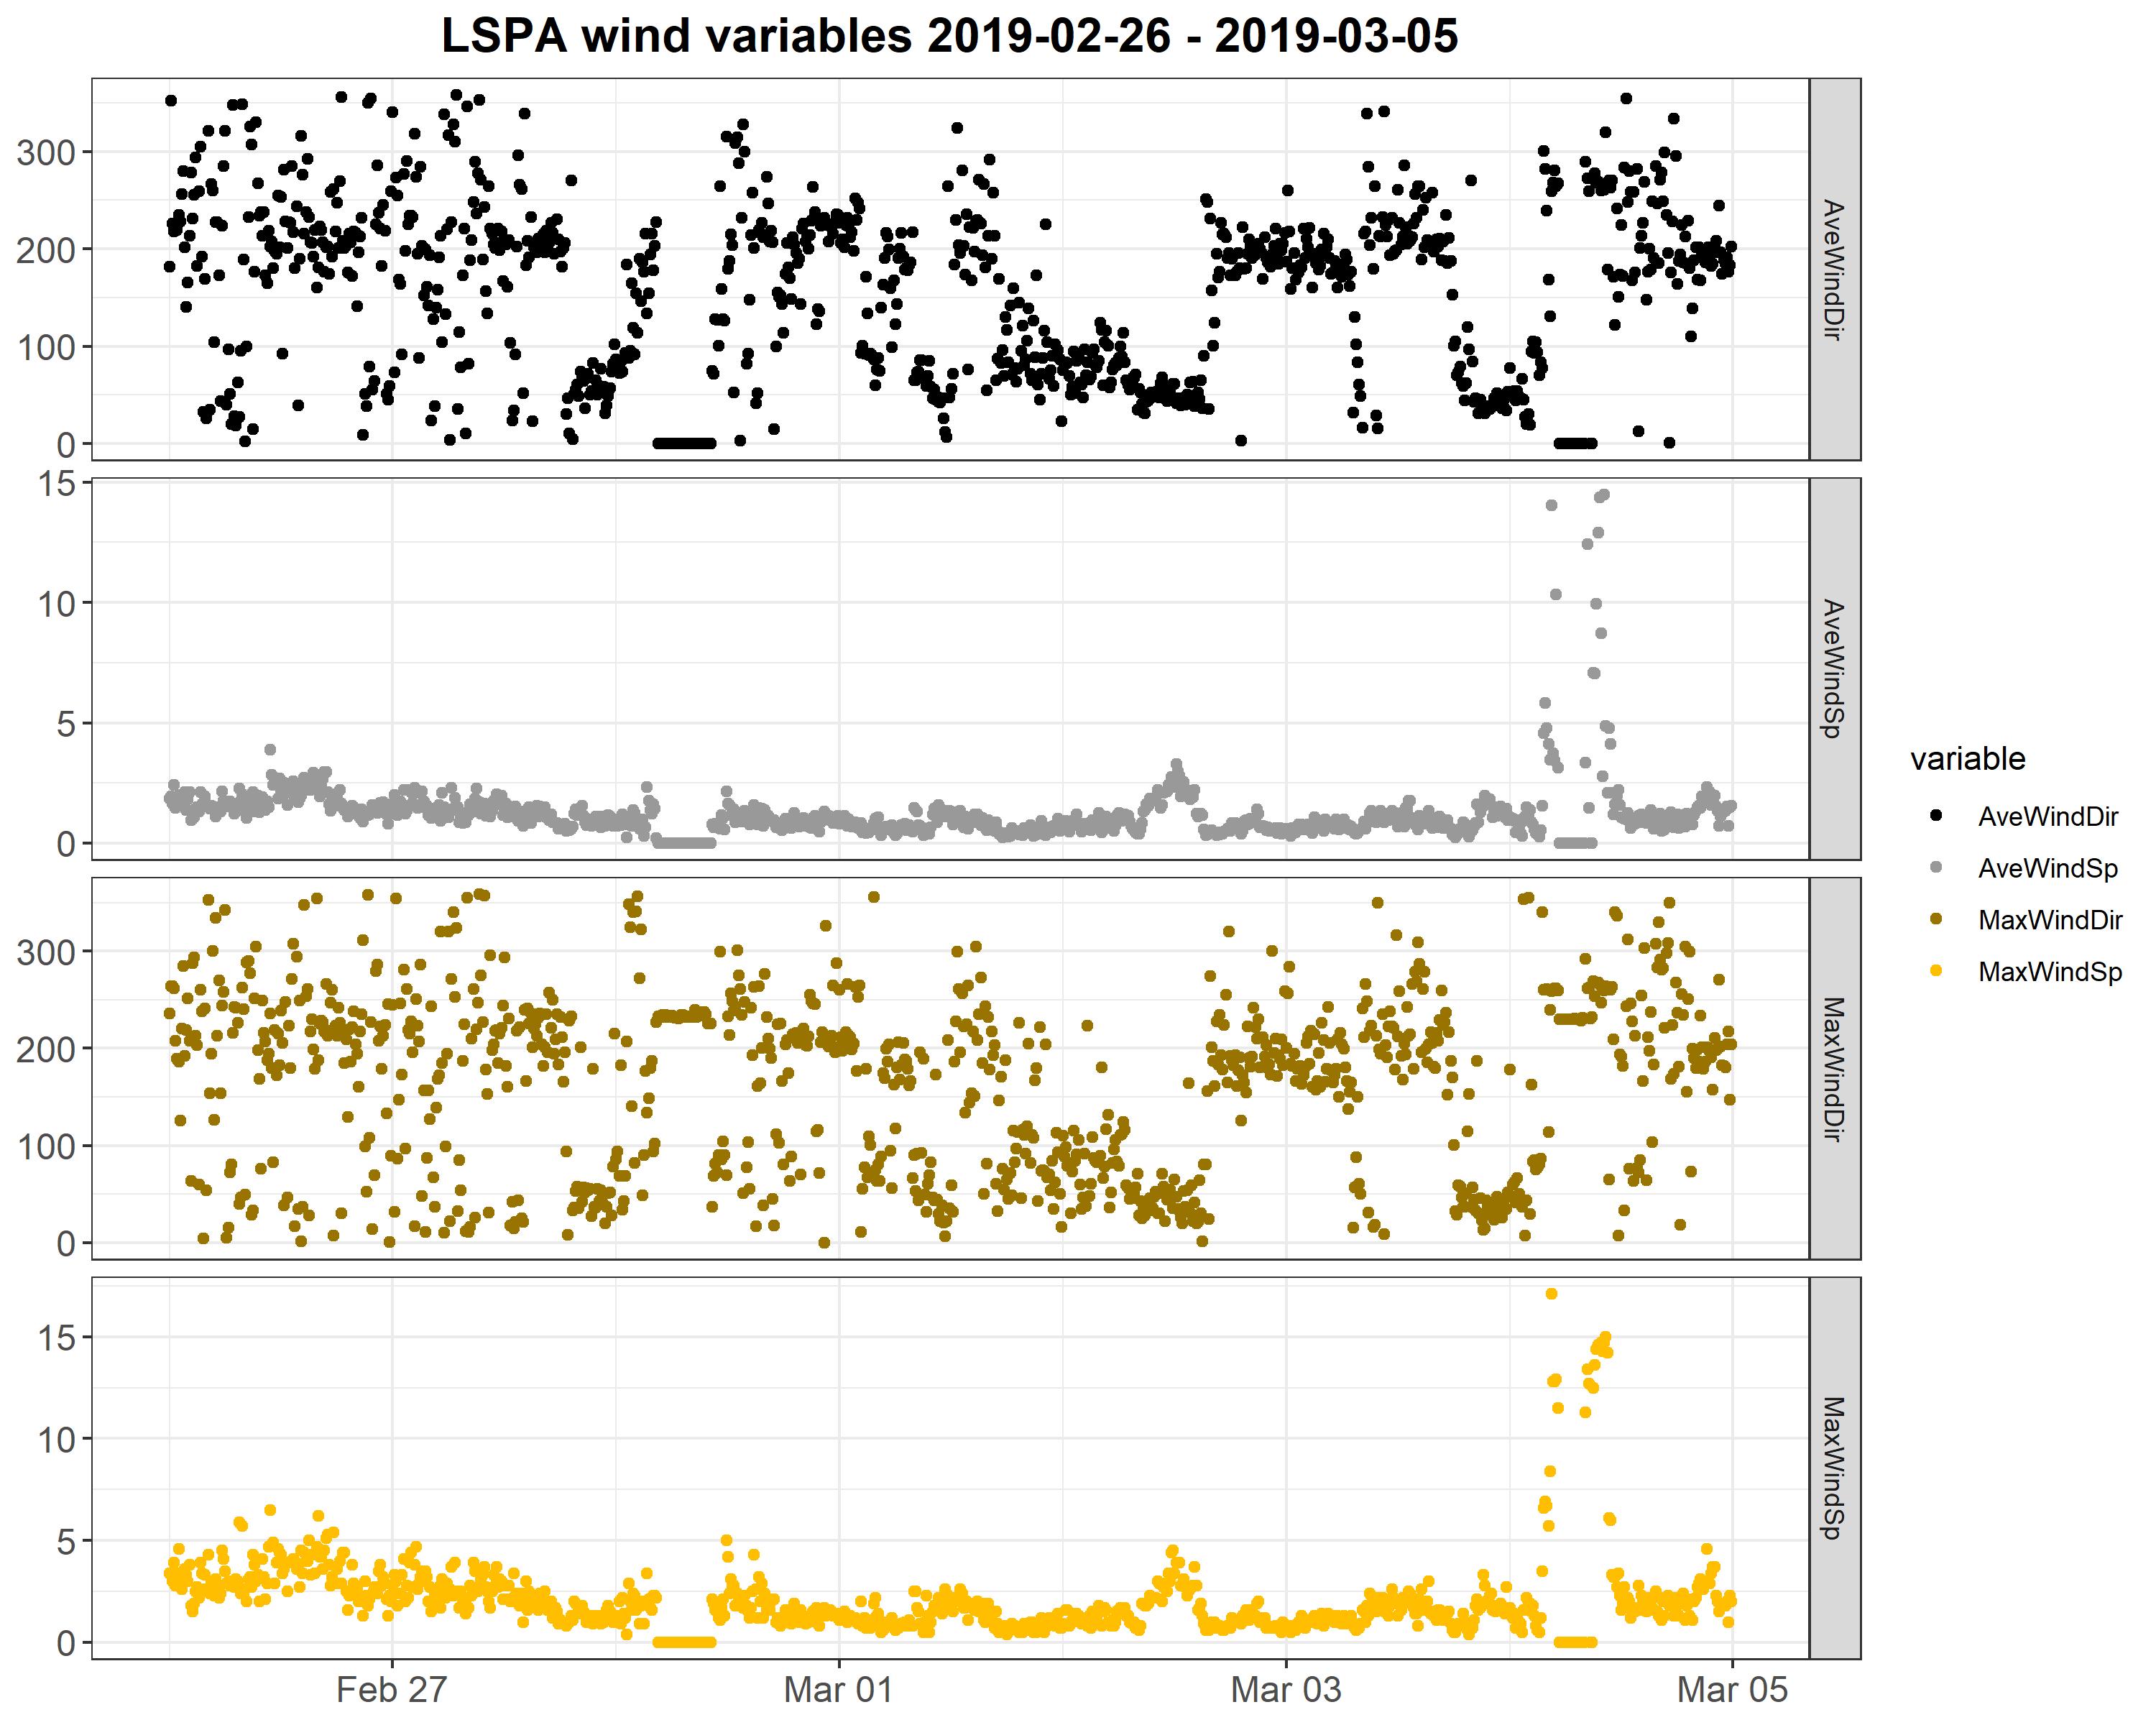 LSPA wind variables 2019-02-26 - 2019-03-05
300
200
100
0
AveWindDir
15
10
5
0
AveWindSp
300
200
100
0
MaxWindDir
15
10
5
0
MaxWindSp
Feb 27
Mar 01
Mar 03
Mar 05
variable
AveWindDir
AveWindSp
MaxWindDir
MaxWindSp